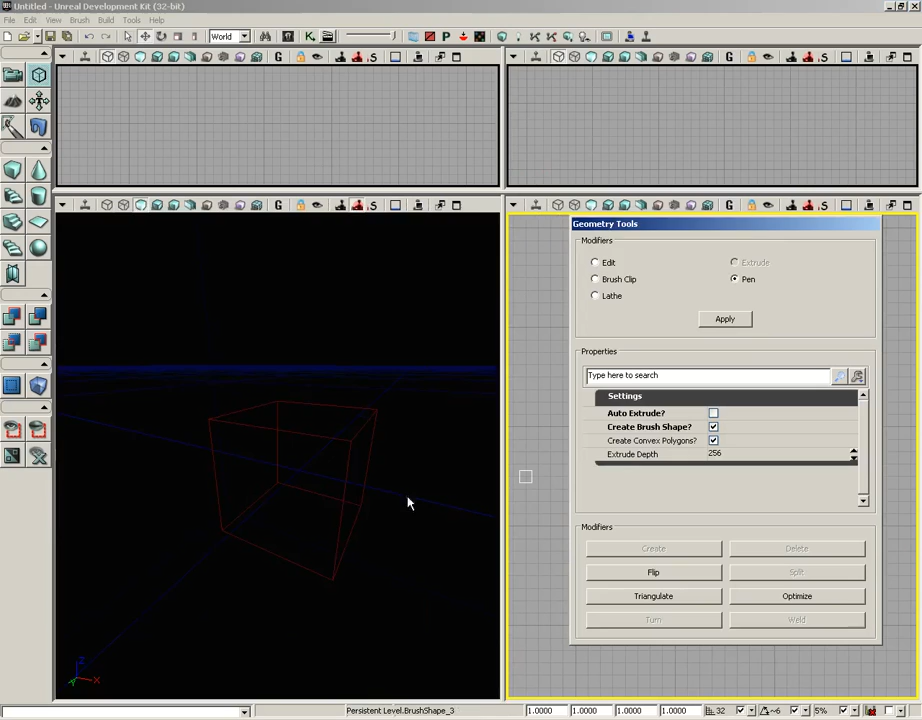 Untitled - Unreal Development Kit (32-bit)
File Edit View Brush Build Tools Help
World
G S G S
G S G S
Geometry Tools
Modifiers
Edit Extrude
Brush Clip Pen
Lathe
Apply
Properties
Type here to search
Settings
Auto Extrude?
Create Brush Shape?
Create Convex Polygons?
Extrude Depth 256
Modifiers
Create Delete
Flip Split
Triangulate Optimize
Turn Weld
Z
X
Y
Persistent Level.BrushShape_3 1.0000 1.0000 1.0000 1.0000 32 ~6 5%